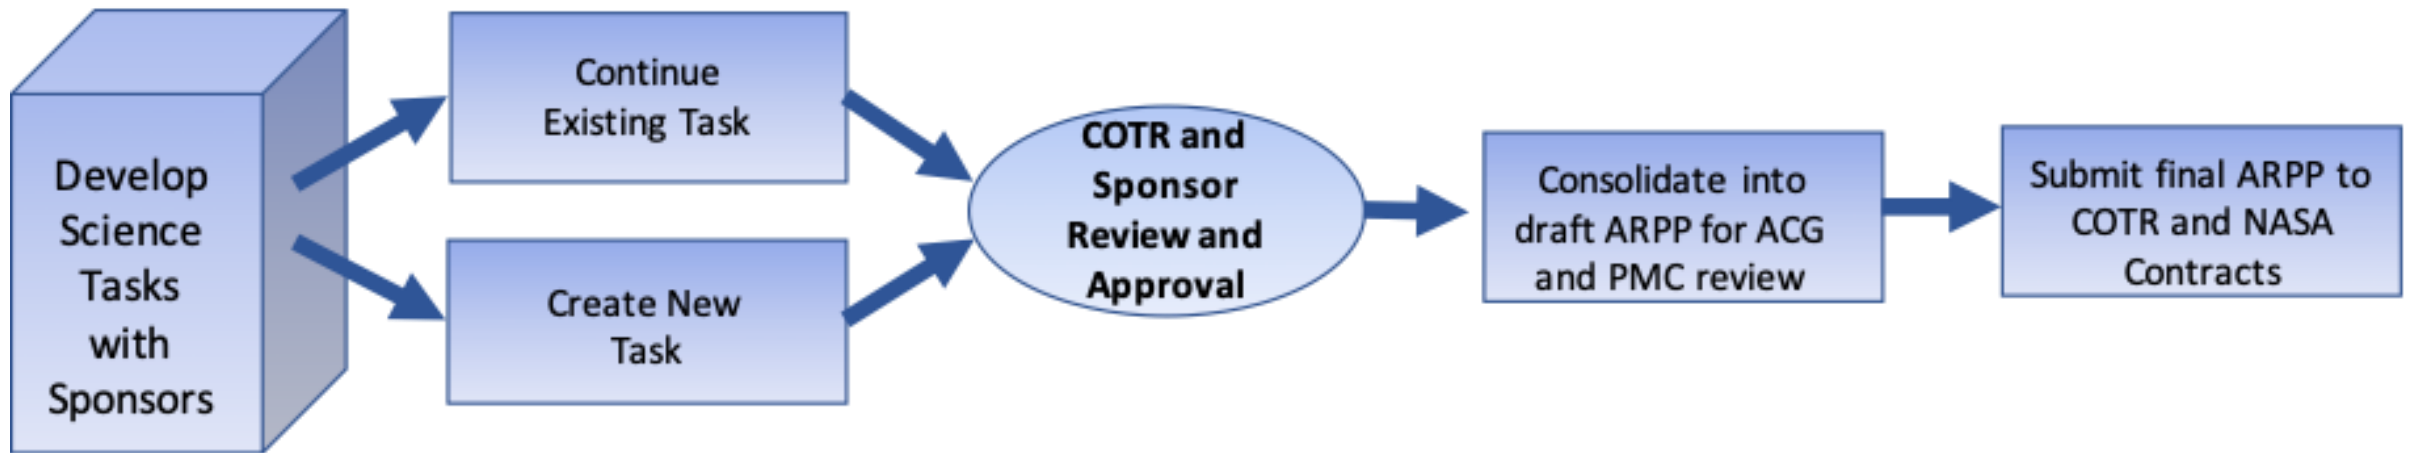 Develop
Science
Tasks
with
Sponsors
Continue
Existing Task
Create New
Task
COTR and
Sponsor
Review and
Approval
Consolidate into
draft ARPP for ACG
and PMC review
Submit final ARPP to
COTR and NASA
Contracts